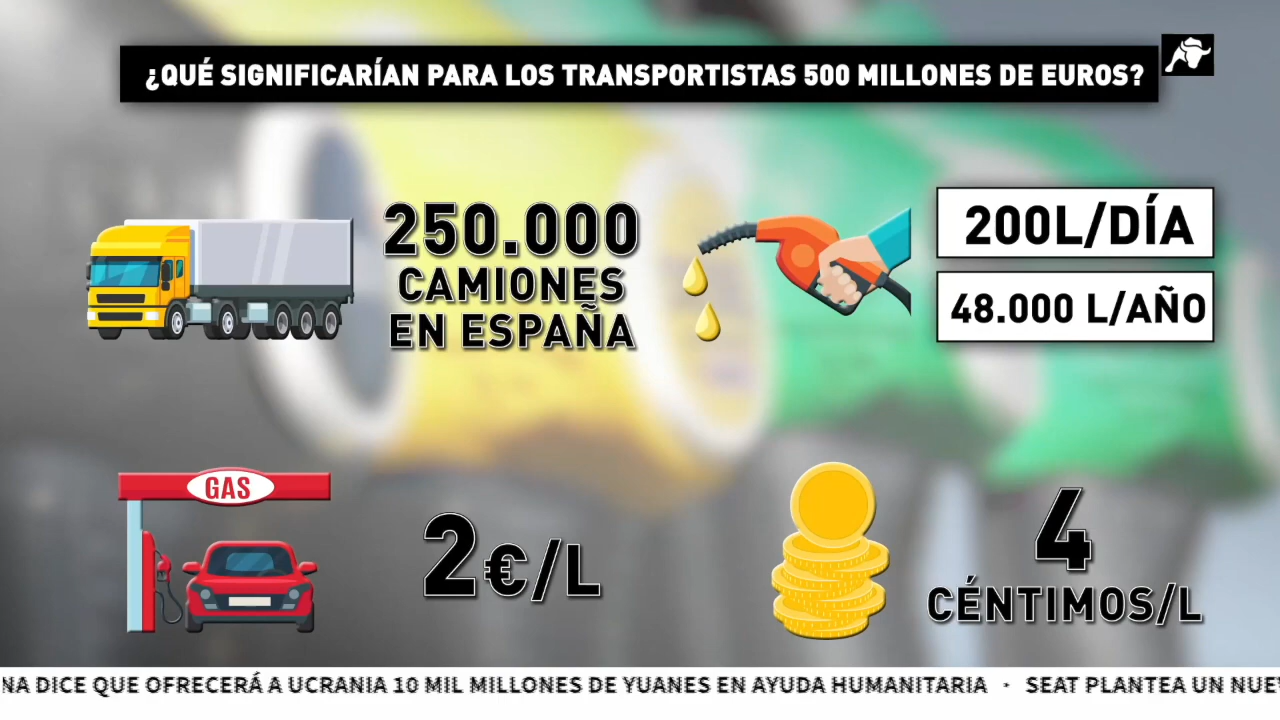 ¿QUÉ SIGNIFICARÍAN PARA LOS TRANSPORTISTAS 500 MILLONES DE EUROS?
250.000
CAMIONES
EN ESPAÑA
200L/DÍA
48.000 L/AÑO
GAS
2€/L
4
CÉNTIMOS/L
NA DICE QUE OFRECERÁ A UCRANIA 10 MIL MILLONES DE YUANES EN AYUDA HUMANITARIA · SEAT PLANTEA UN NUE